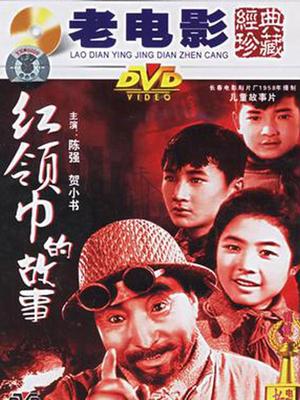 老电影
LAO DIAN YING JING DIAN ZHEN CANG
經典
珍藏
DVD
VIDEO
长春电影制片厂1958年摄制
儿童故事片
红领巾的故事
主演:
陈强
贺小书